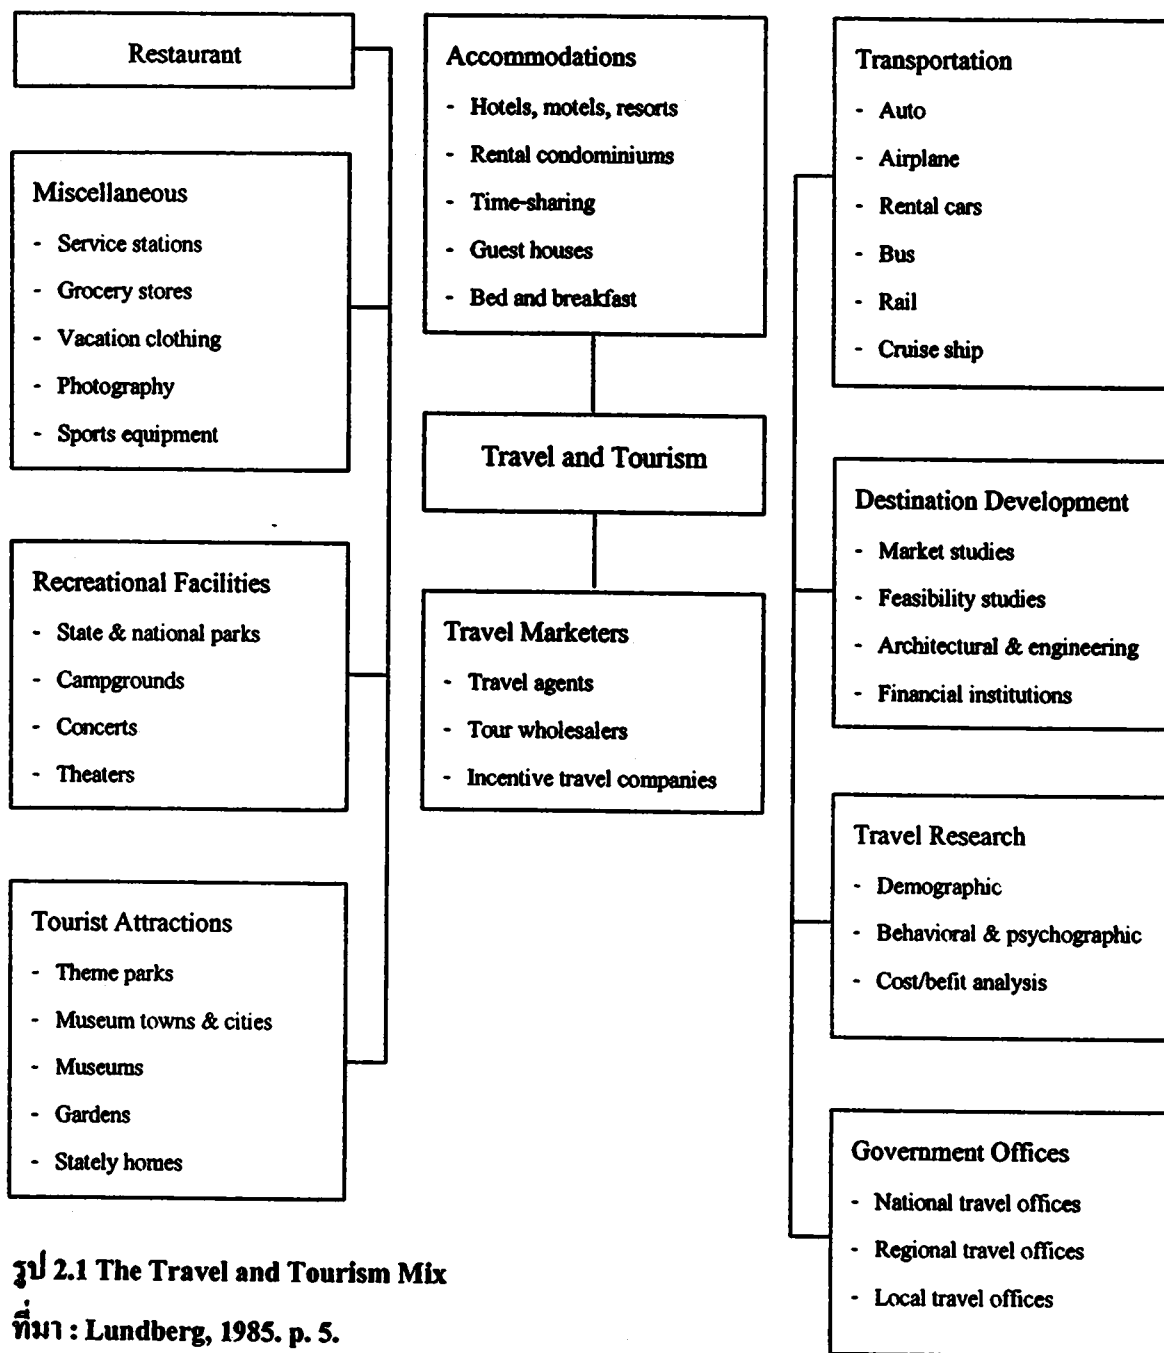 Restaurant
Miscellaneous
- Service stations
- Grocery stores
- Vacation clothing
- Photography
- Sports equipment
Recreational Facilities
- State & national parks
- Campgrounds
- Concerts
- Theaters
Tourist Attractions
- Theme parks
- Museum towns & cities
- Museums
- Gardens
- Stately homes
Accommodations
- Hotels, motels, resorts
- Rental condominiums
- Time-sharing
- Guest houses
- Bed and breakfast
Travel and Tourism
Travel Marketers
- Travel agents
- Tour wholesalers
- Incentive travel companies
Transportation
- Auto
- Airplane
- Rental cars
- Bus
- Rail
- Cruise ship
Destination Development
- Market studies
- Feasibility studies
- Architectural & engineering
- Financial institutions
Travel Research
- Demographic
- Behavioral & psychographic
- Cost/befit analysis
Government Offices
- National travel offices
- Regional travel offices
- Local travel offices
รูป 2.1 The Travel and Tourism Mix
ที่มา : Lundberg, 1985. p. 5.